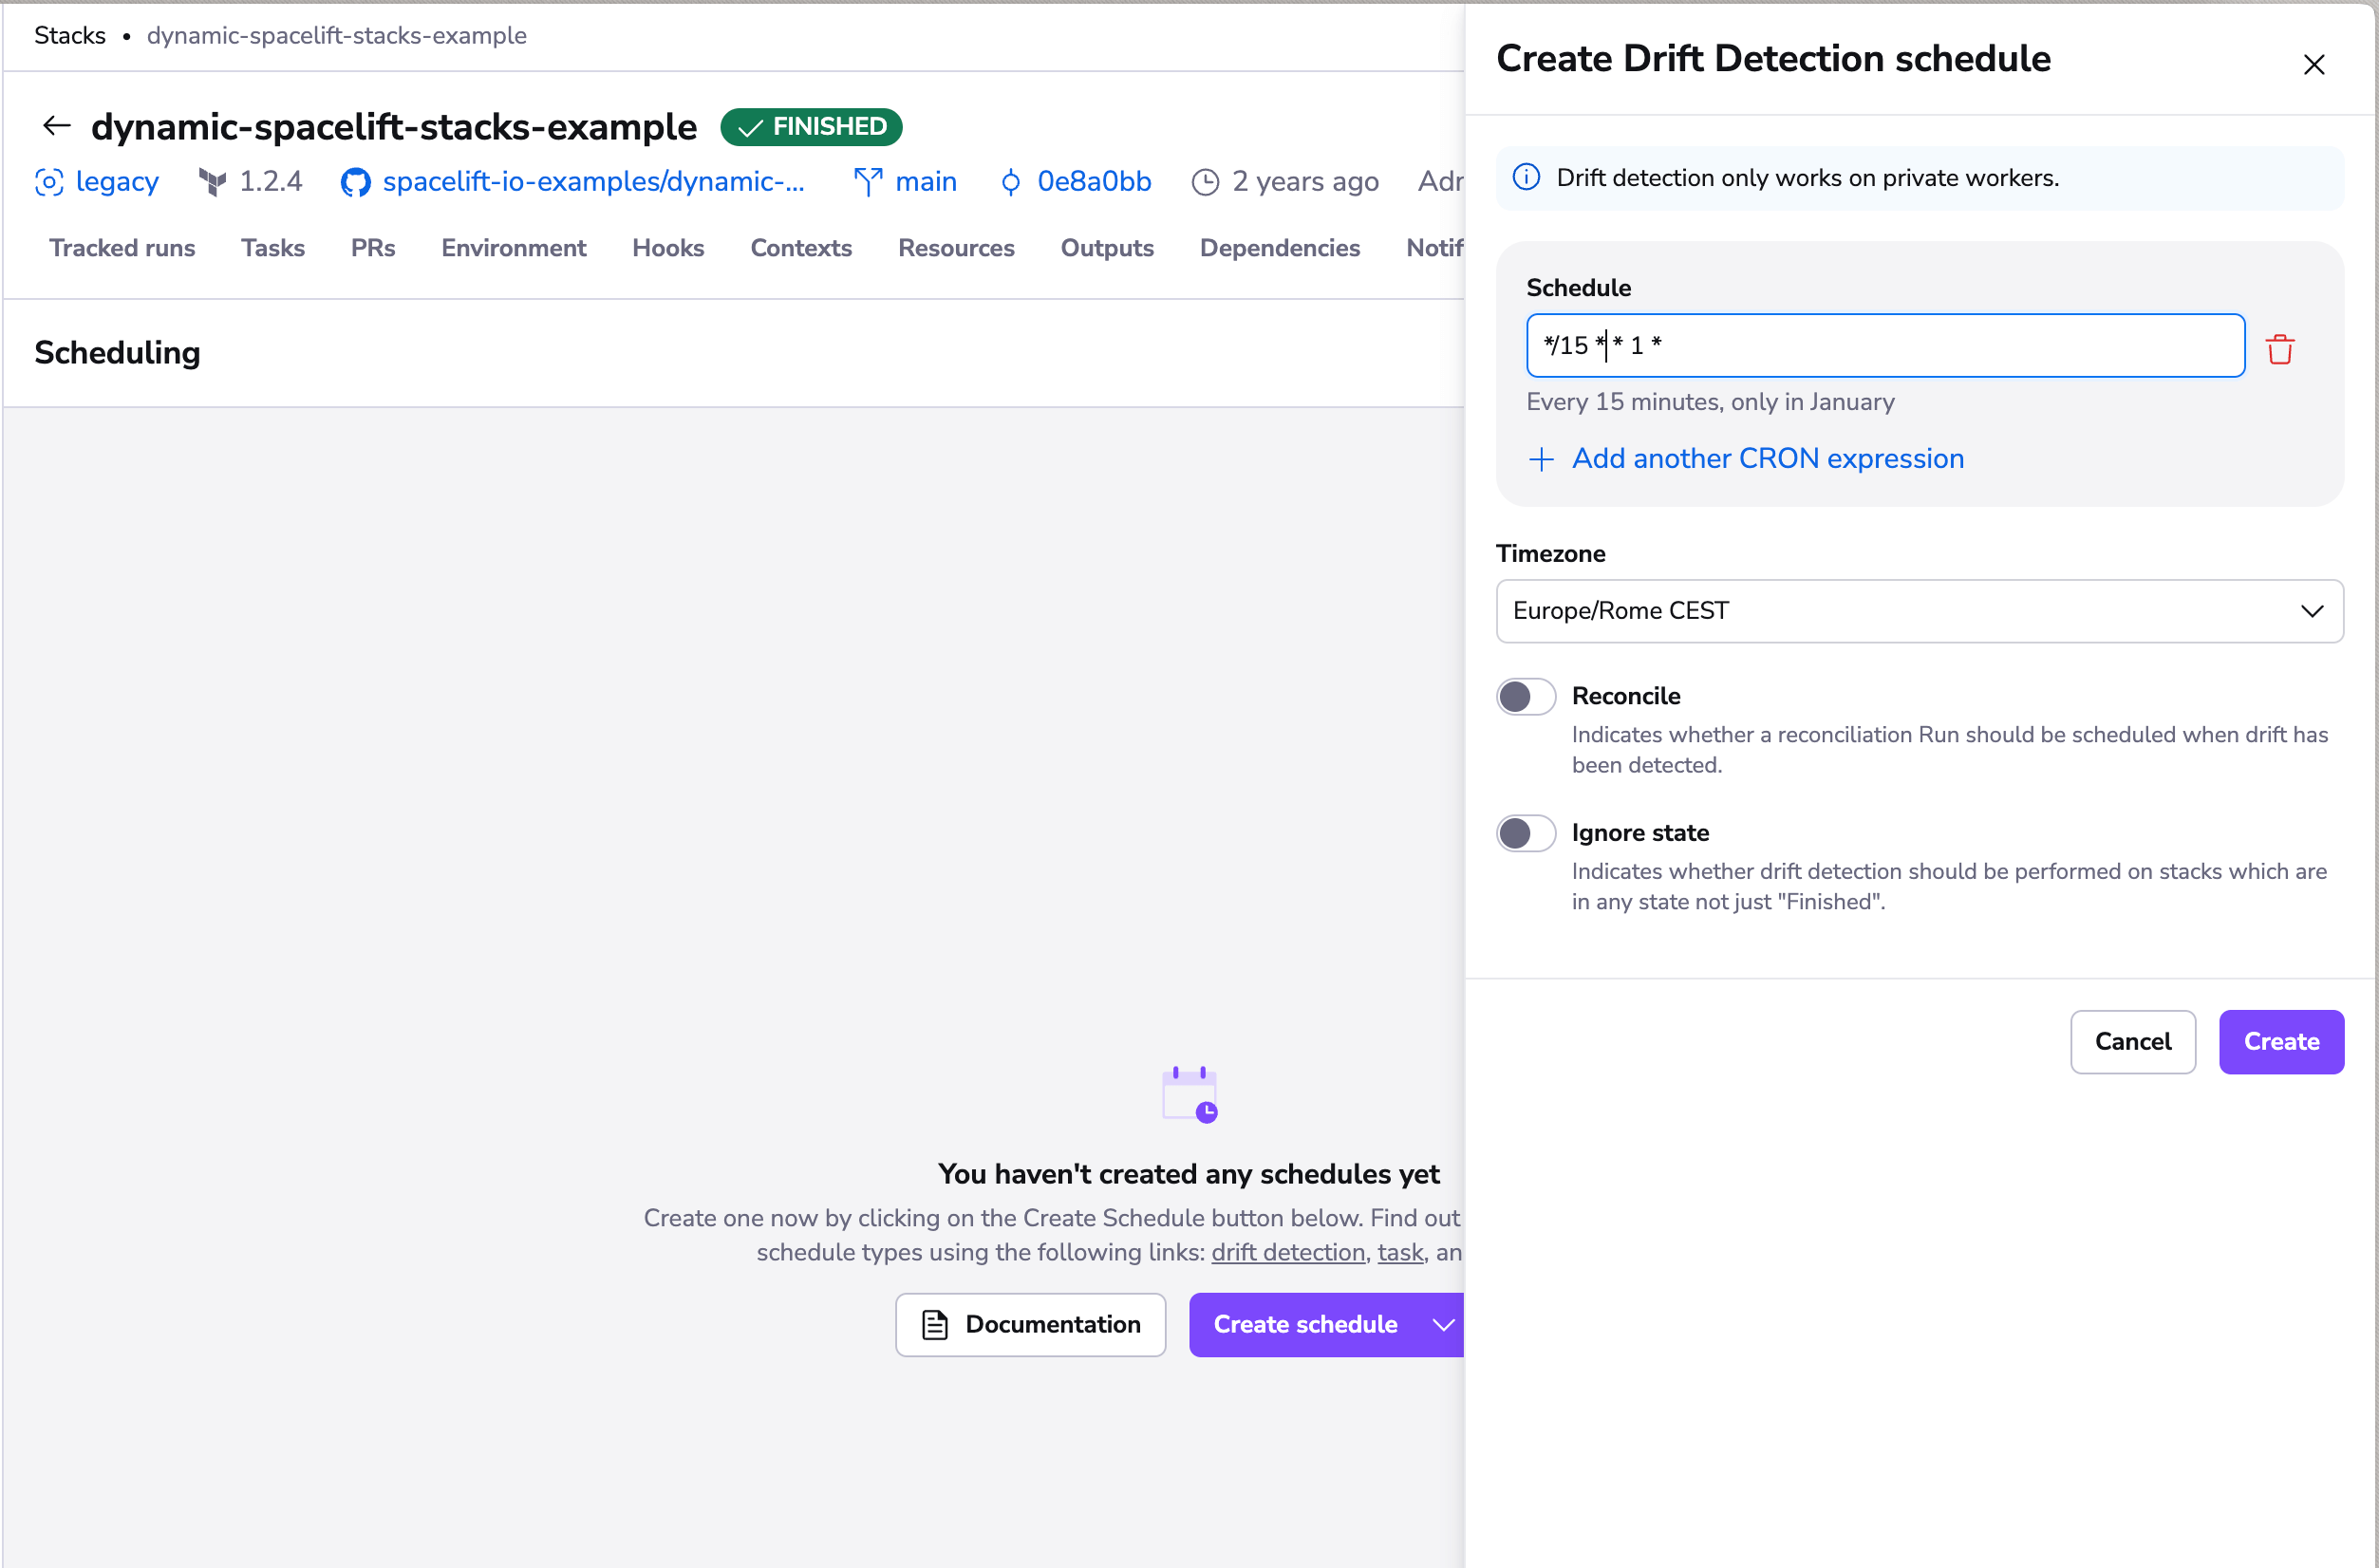 Stacks • dynamic-spacelift-stacks-example
dynamic-spacelift-stacks-example FINISHED
legacy 1.2.4 spacelift-io-examples/dynamic-... main 0e8a0bb 2 years ago Adr
Tracked runs Tasks PRs Environment Hooks Contexts Resources Outputs Dependencies Notif
Scheduling
You haven't created any schedules yet
Create one now by clicking on the Create Schedule button below. Find out
schedule types using the following links: drift detection, task, an
Documentation Create schedule
Create Drift Detection schedule
Drift detection only works on private workers.
Schedule
*/15 * * 1 *
Every 15 minutes, only in January
+ Add another CRON expression
Timezone
Europe/Rome CEST
Reconcile
Indicates whether a reconciliation Run should be scheduled when drift has
been detected.
Ignore state
Indicates whether drift detection should be performed on stacks which are
in any state not just "Finished".
Cancel Create